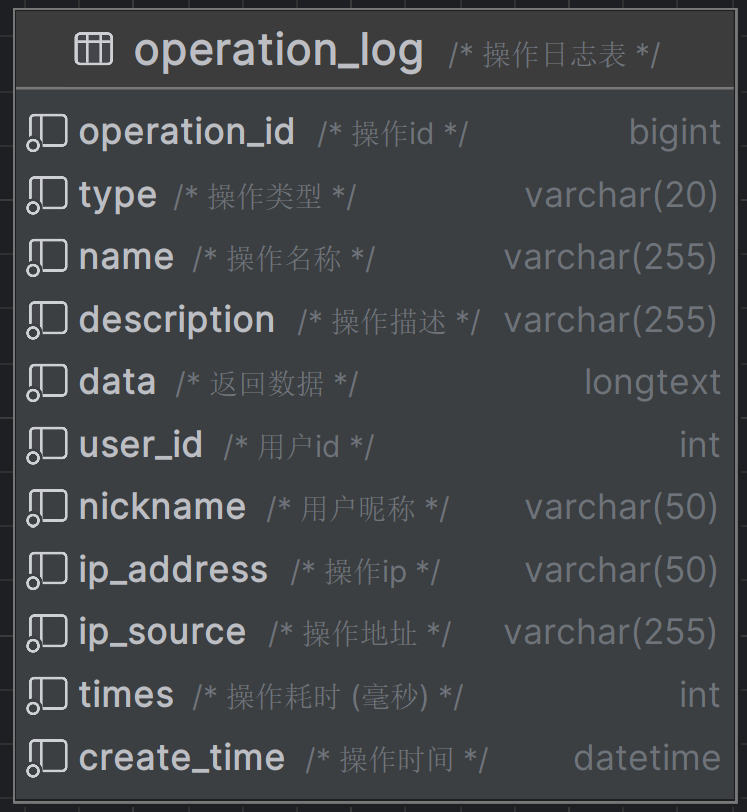 operation_log /* 操作日志表 */
operation_id /* 操作id */ bigint
type /* 操作类型 */ varchar(20)
name /* 操作名称 */ varchar(255)
description /* 操作描述 */ varchar(255)
data /* 返回数据 */ longtext
user_id /* 用户id */ int
nickname /* 用户昵称 */ varchar(50)
ip_address /* 操作ip */ varchar(50)
ip_source /* 操作地址 */ varchar(255)
times /* 操作耗时 (毫秒) */ int
create_time /* 操作时间 */ datetime